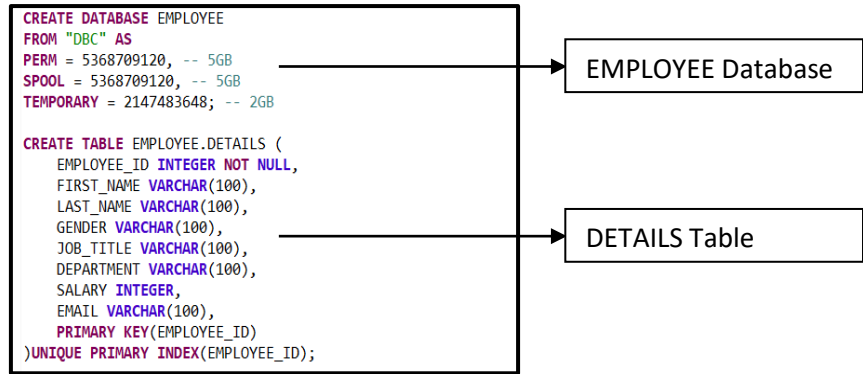 CREATE DATABASE EMPLOYEE
FROM "DBC" AS
PERM = 5368709120, -- 5GB
SPOOL = 5368709120, -- 5GB
TEMPORARY = 2147483648; -- 2GB
CREATE TABLE EMPLOYEE.DETAILS (
EMPLOYEE_ID INTEGER NOT NULL,
FIRST_NAME VARCHAR(100),
LAST_NAME VARCHAR(100),
GENDER VARCHAR(100),
JOB_TITLE VARCHAR(100),
DEPARTMENT VARCHAR(100),
SALARY INTEGER,
EMAIL VARCHAR(100),
PRIMARY KEY(EMPLOYEE_ID)
)UNIQUE PRIMARY INDEX(EMPLOYEE_ID);
EMPLOYEE Database
DETAILS Table